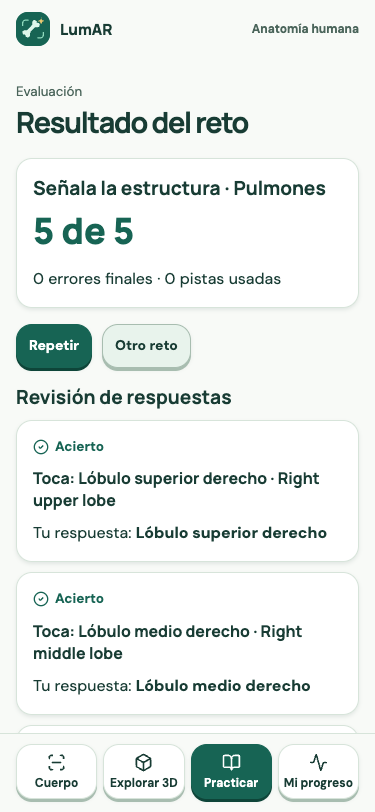 LumAR
Anatomía humana
Evaluación
Resultado del reto
Señala la estructura · Pulmones
5 de 5
0 errores finales · 0 pistas usadas
Repetir
Otro reto
Revisión de respuestas
Acierto
Toca: Lóbulo superior derecho · Right
upper lobe
Tu respuesta: Lóbulo superior derecho
Acierto
Toca: Lóbulo medio derecho · Right
middle lobe
Tu respuesta: Lóbulo medio derecho
Cuerpo
Explorar 3D
Practicar
Mi progreso